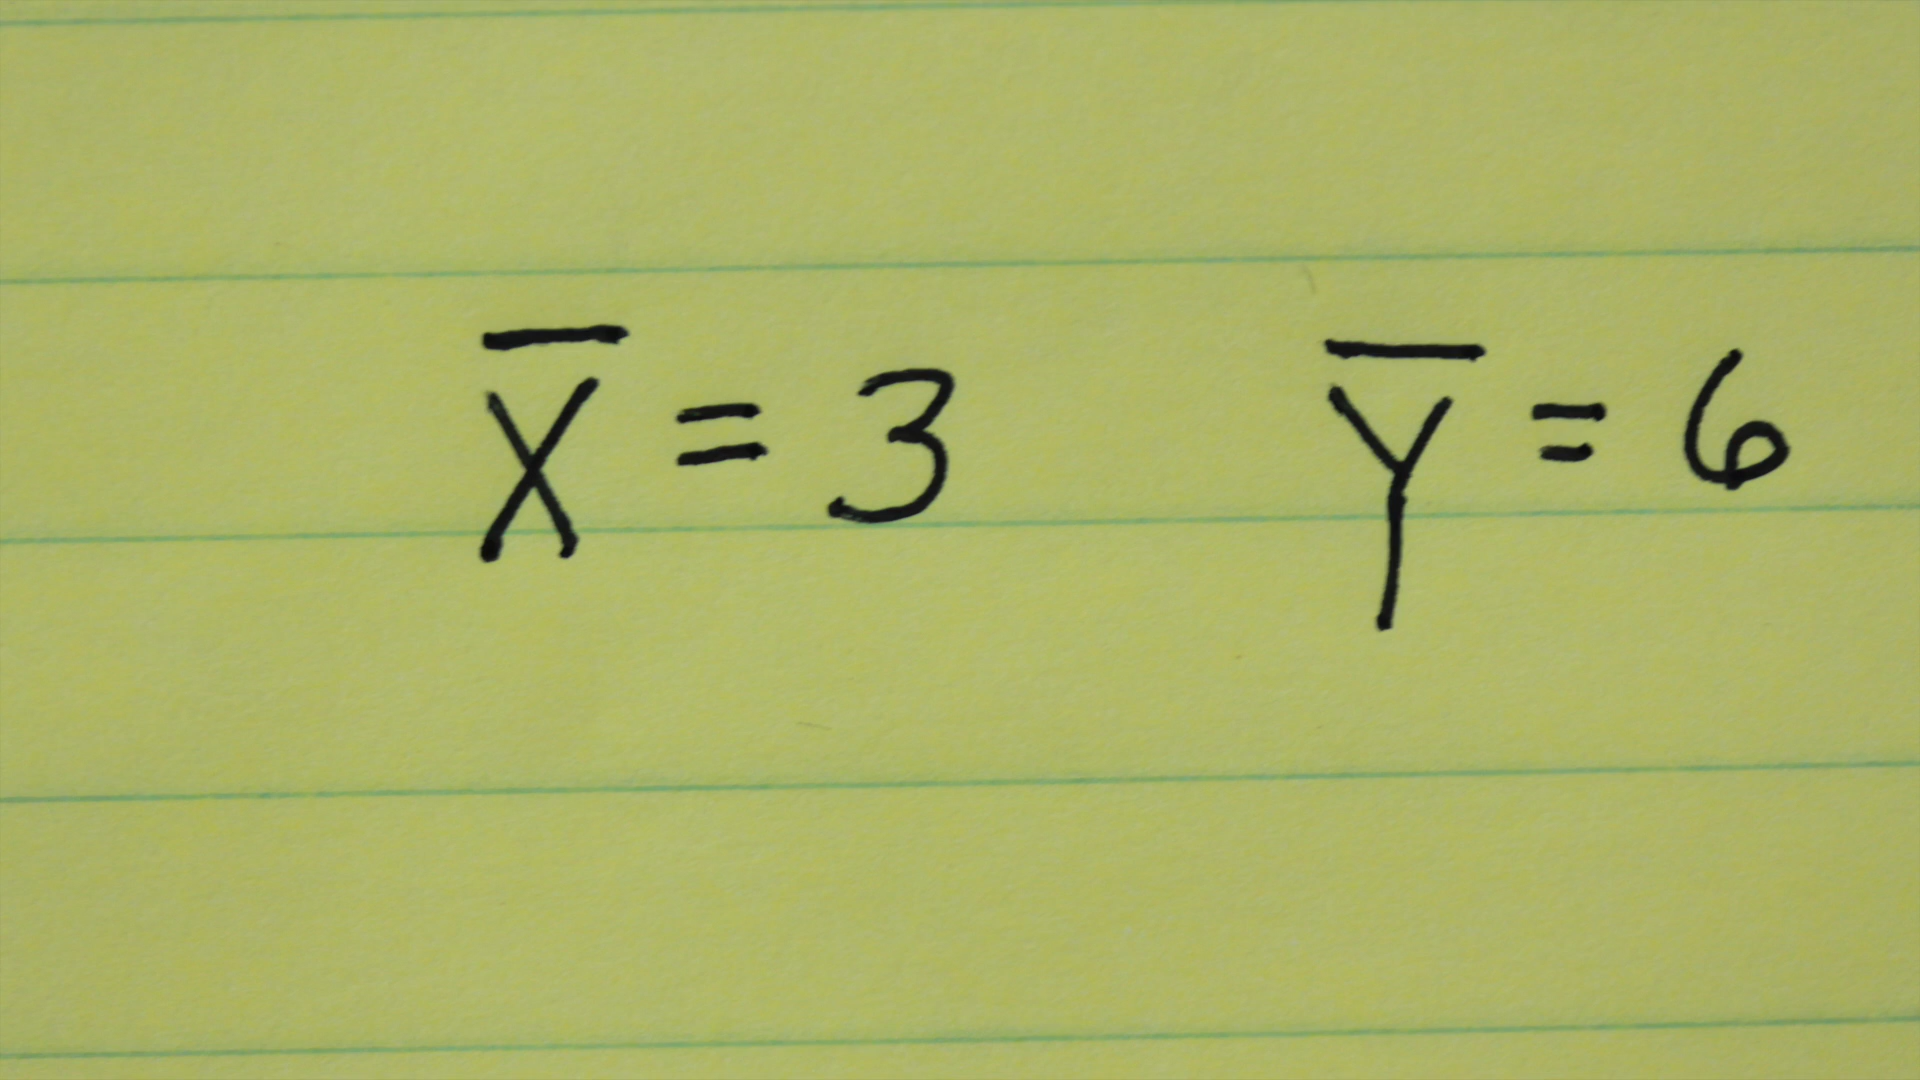 X̅ = 3 Y̅ = 6